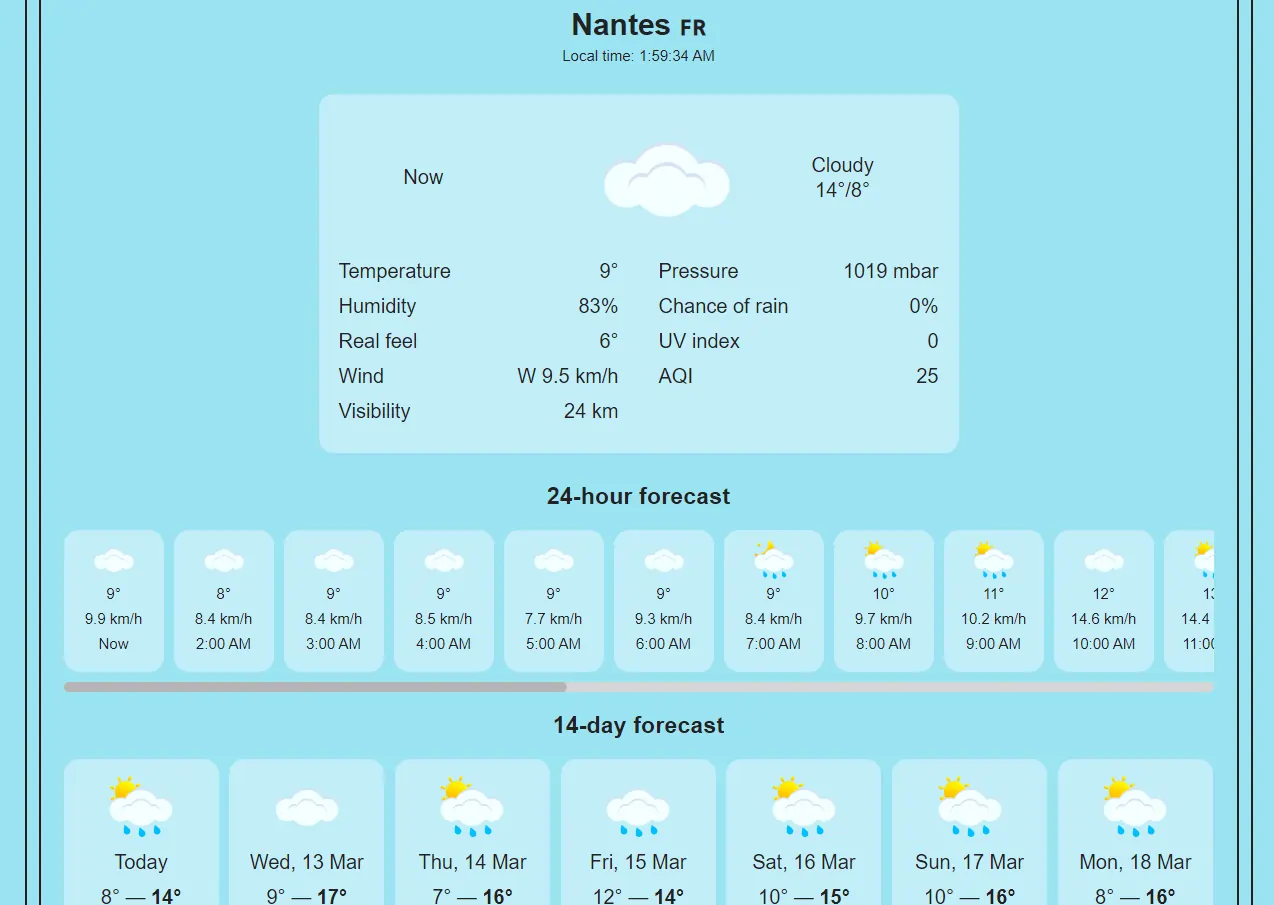 Nantes FR
Local time: 1:59:34 AM
Now
Cloudy
14°/8°
Temperature 9°
Humidity 83%
Real feel 6°
Wind W 9.5 km/h
Visibility 24 km
Pressure 1019 mbar
Chance of rain 0%
UV index 0
AQI 25
24-hour forecast
9°
9.9 km/h
Now
8°
8.4 km/h
2:00 AM
9°
8.4 km/h
3:00 AM
9°
8.5 km/h
4:00 AM
9°
7.7 km/h
5:00 AM
9°
9.3 km/h
6:00 AM
9°
8.4 km/h
7:00 AM
10°
9.7 km/h
8:00 AM
11°
10.2 km/h
9:00 AM
12°
14.6 km/h
10:00 AM
14.4
14-day forecast
Today
8° — 14°
Wed, 13 Mar
9° — 17°
Thu, 14 Mar
7° — 16°
Fri, 15 Mar
12° — 14°
Sat, 16 Mar
10° — 15°
Sun, 17 Mar
10° — 16°
Mon, 18 Mar
8° — 16°